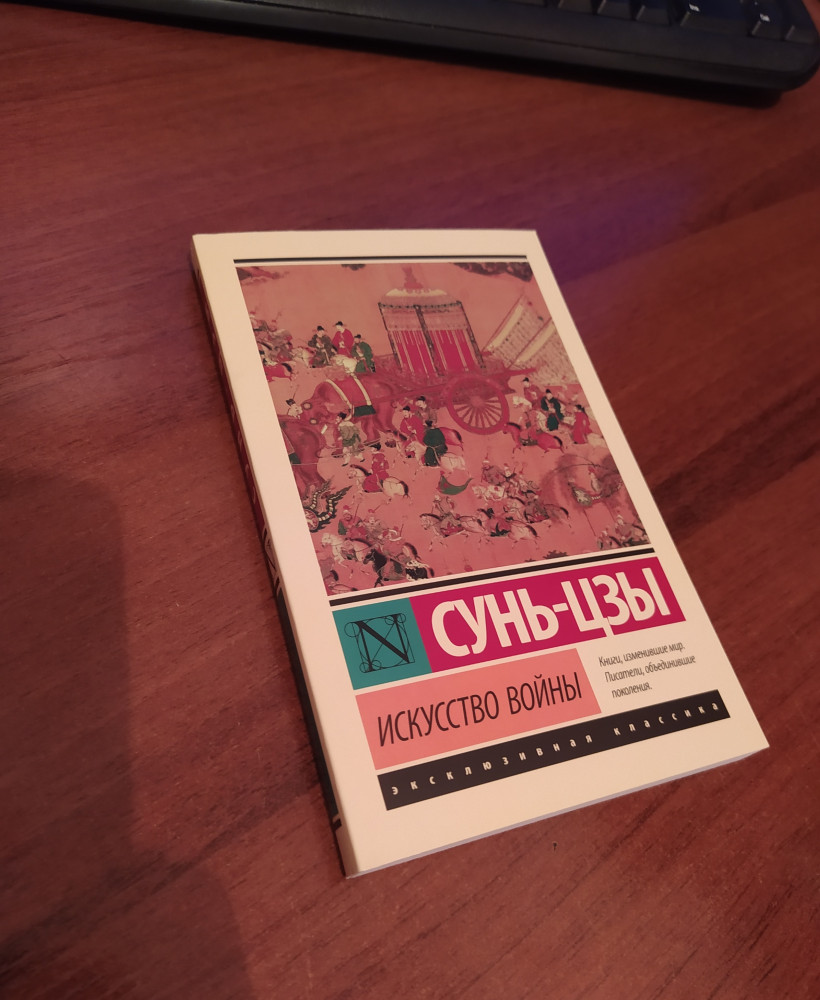 N
СУНЬ-ЦЗЫ
ИСКУССТВО ВОЙНЫ
Книги, изменившие мир.
Писатели, объединившие
поколения.
эксклюзивная классика